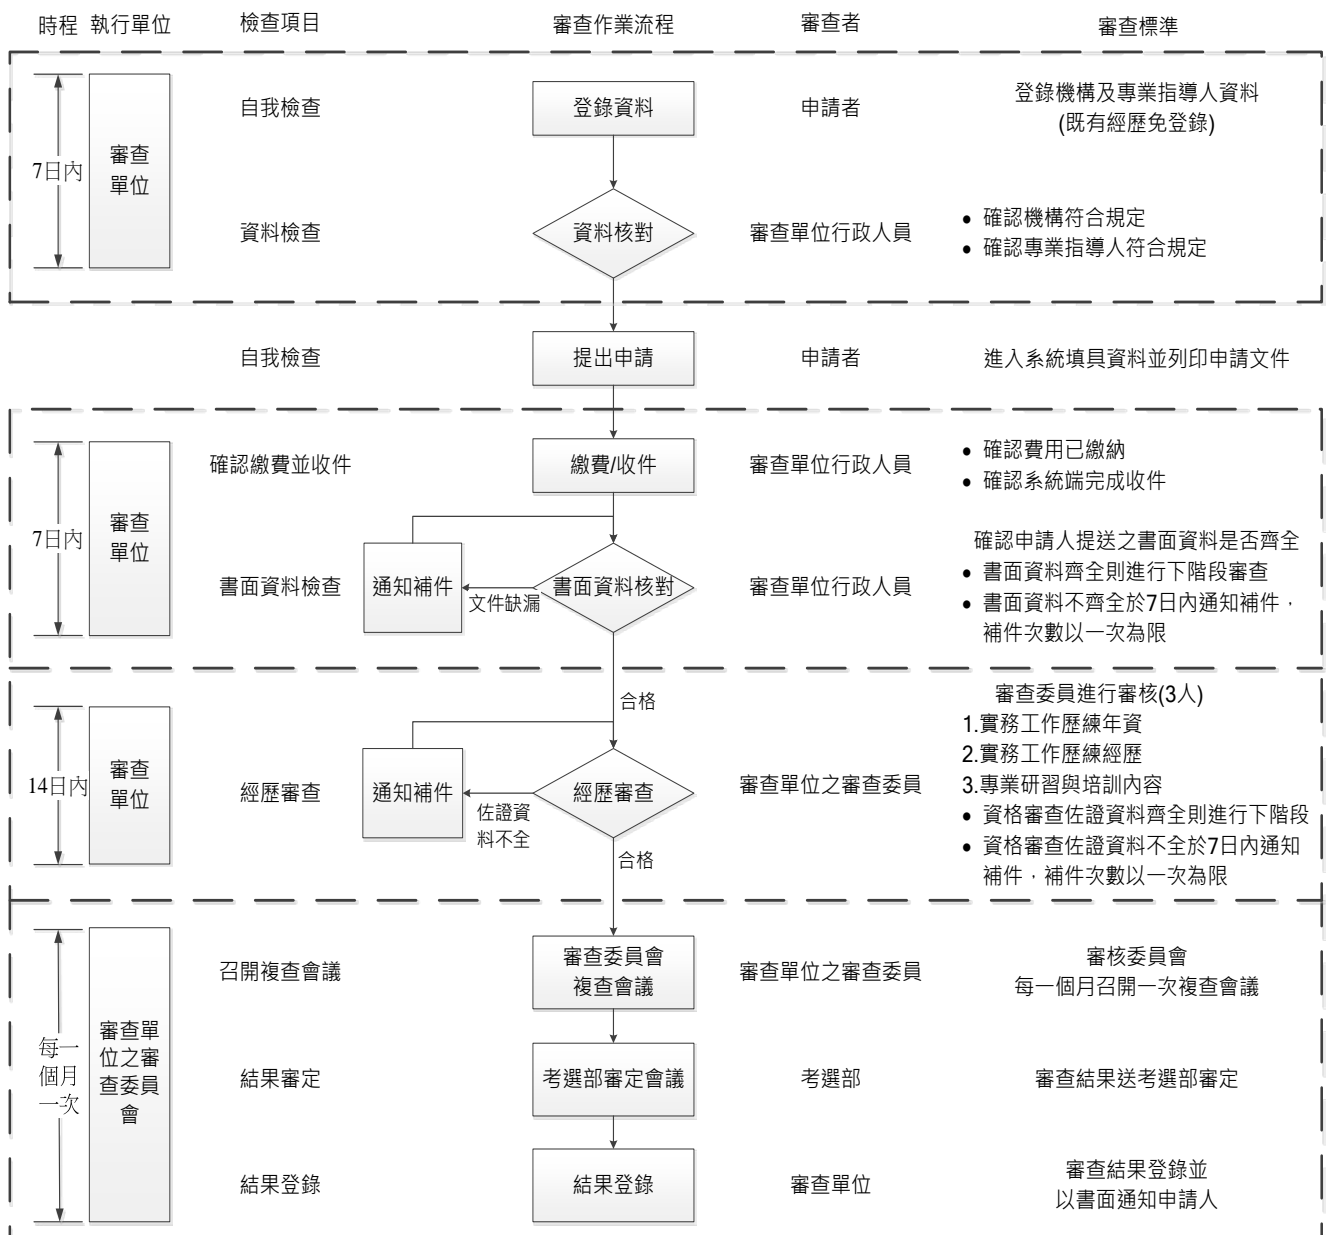 時程 執行單位 檢查項目 審查作業流程 審查者 審查標準
7日內
審查
單位
自我檢查
登錄資料
申請者
登錄機構及專業指導人資料
(既有經歷免登錄)
資料檢查
資料核對
審查單位行政人員
• 確認機構符合規定
• 確認專業指導人符合規定
自我檢查
提出申請
申請者
進入系統填具資料並列印申請文件
7日內
審查
單位
確認繳費並收件
繳費/收件
審查單位行政人員
• 確認費用已繳納
• 確認系統端完成收件
書面資料檢查
通知補件
文件缺漏
書面資料核對
審查單位行政人員
確認申請人提送之書面資料是否齊全
• 書面資料齊全則進行下階段審查
• 書面資料不齊全於7日內通知補件，
補件次數以一次為限
合格
14日內
審查
單位
經歷審查
通知補件
佐證資
料不全
經歷審查
審查單位之審查委員
審查委員進行審核(3人)
1.實務工作歷練年資
2.實務工作歷練經歷
3.專業研習與培訓內容
• 資格審查佐證資料齊全則進行下階段
• 資格審查佐證資料不全於7日內通知
補件，補件次數以一次為限
合格
每一
個月
一次
審查單
位之審
查委員
會
召開複查會議
審查委員會
複查會議
審查單位之審查委員
審核委員會
每一個月召開一次複查會議
結果審定
考選部審定會議
考選部
審查結果送考選部審定
結果登錄
結果登錄
審查單位
審查結果登錄並
以書面通知申請人